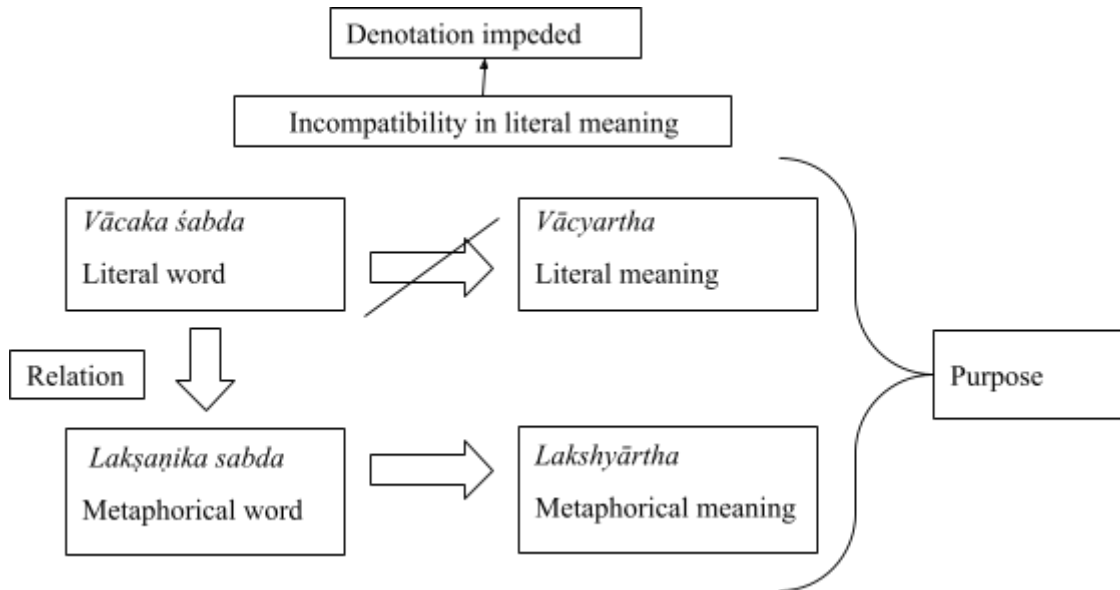 Denotation impeded
Incompatibility in literal meaning
Vācaka śabda
Literal word
Vācyartha
Literal meaning
Relation
Purpose
Lakṣaṇika sabda
Metaphorical word
Lakshyārtha
Metaphorical meaning